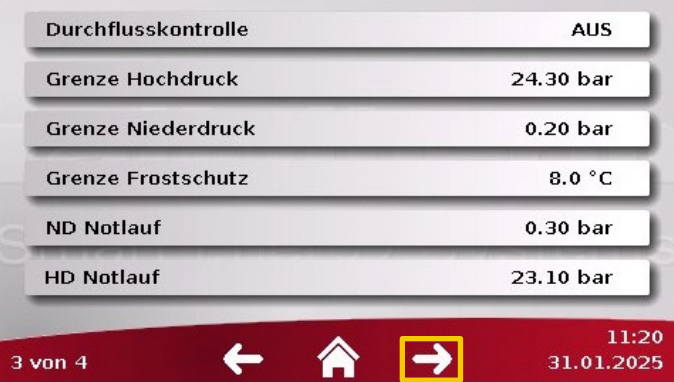 Durchflusskontrolle AUS
Grenze Hochdruck 24.30 bar
Grenze Niederdruck 0.20 bar
Grenze Frostschutz 8.0 °C
ND Notlauf 0.30 bar
HD Notlauf 23.10 bar
11:20
3 von 4 31.01.2025